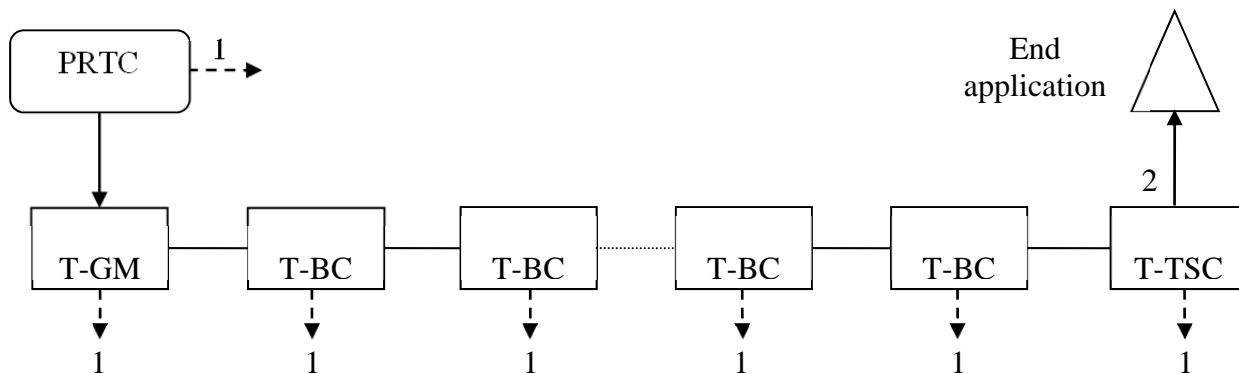 PRTC
1
End
application
2
T-GM
T-BC
T-BC
T-BC
T-BC
T-TSC
1
1
1
1
1
1